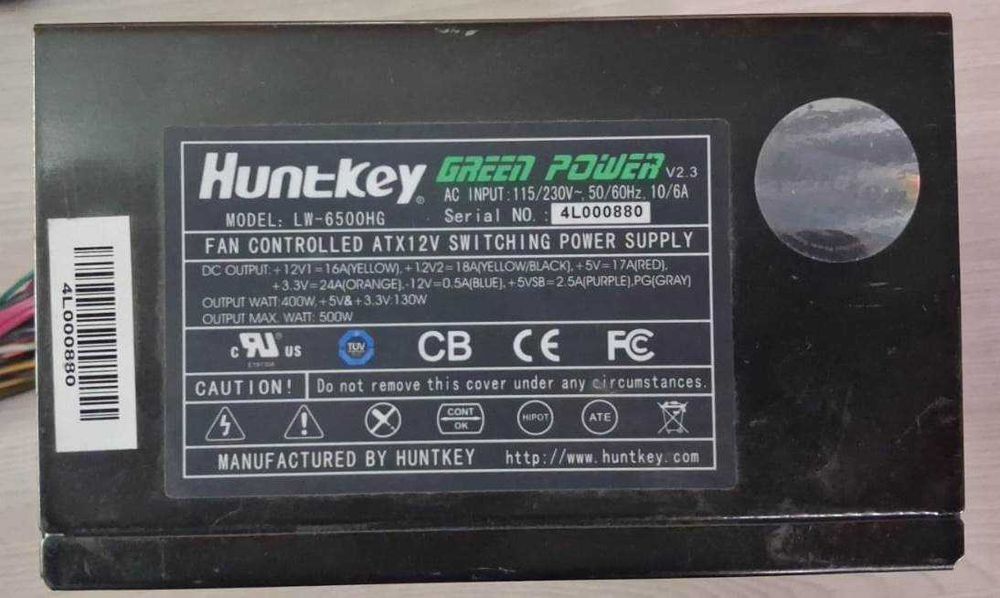 Huntkey® GREEN POWER V2.3
AC INPUT:115/230V~, 50/60Hz, 10/6A
MODEL: LW-6500HG Serial NO. : 4L000880
FAN CONTROLLED ATX12V SWITCHING POWER SUPPLY
DC OUTPUT: +12V1=16A(YELLOW), +12V2=18A(YELLOW/BLACK), +5V=17A(RED),
+3.3V=24A(ORANGE), -12V=0.5A(BLUE), +5VSB=2.5A(PURPLE),PG(GRAY)
OUTPUT WATT:400W, +5V& +3.3V:130W
OUTPUT MAX. WATT: 500W
c RU US TUV CB CE FC
CAUTION! Do not remove this cover under any circumstances.
CONT OK HIPOT ATE
MANUFACTURED BY HUNTKEY http://www.huntkey.com
4L000880